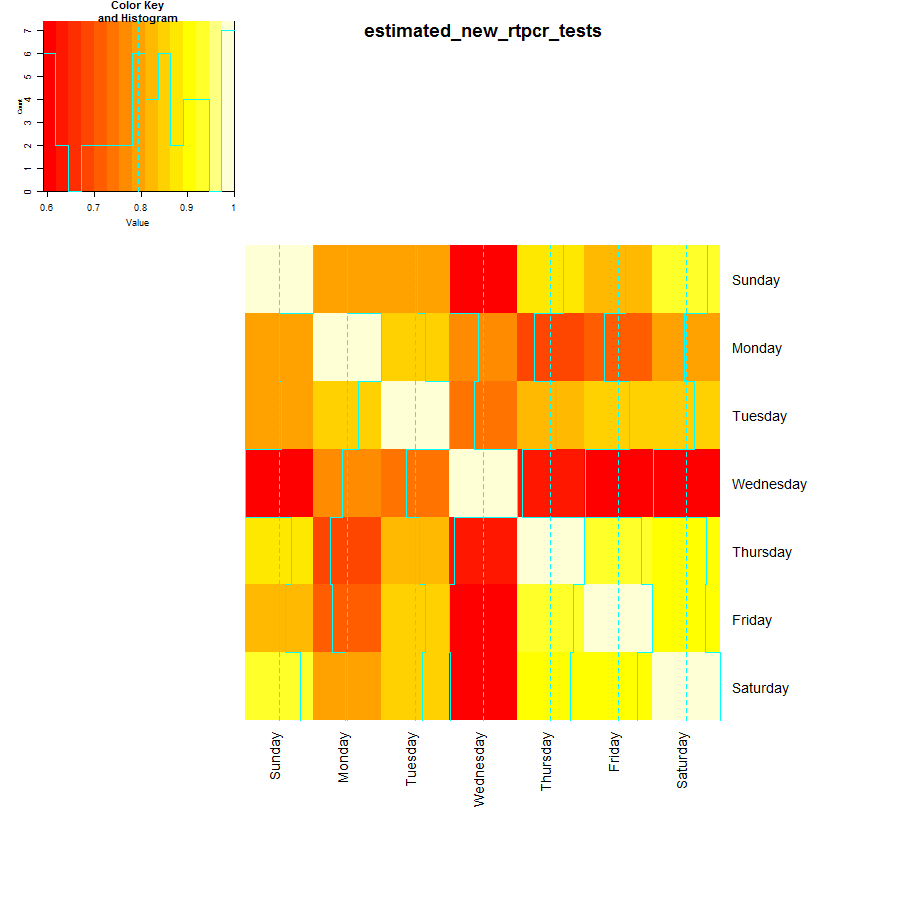 Color Key
and Histogram
estimated_new_rtpcr_tests
Count
7
6
5
4
3
2
1
0
0.6 0.7 0.8 0.9 1
Value
Sunday
Monday
Tuesday
Wednesday
Thursday
Friday
Saturday
Sunday Monday Tuesday Wednesday Thursday Friday Saturday